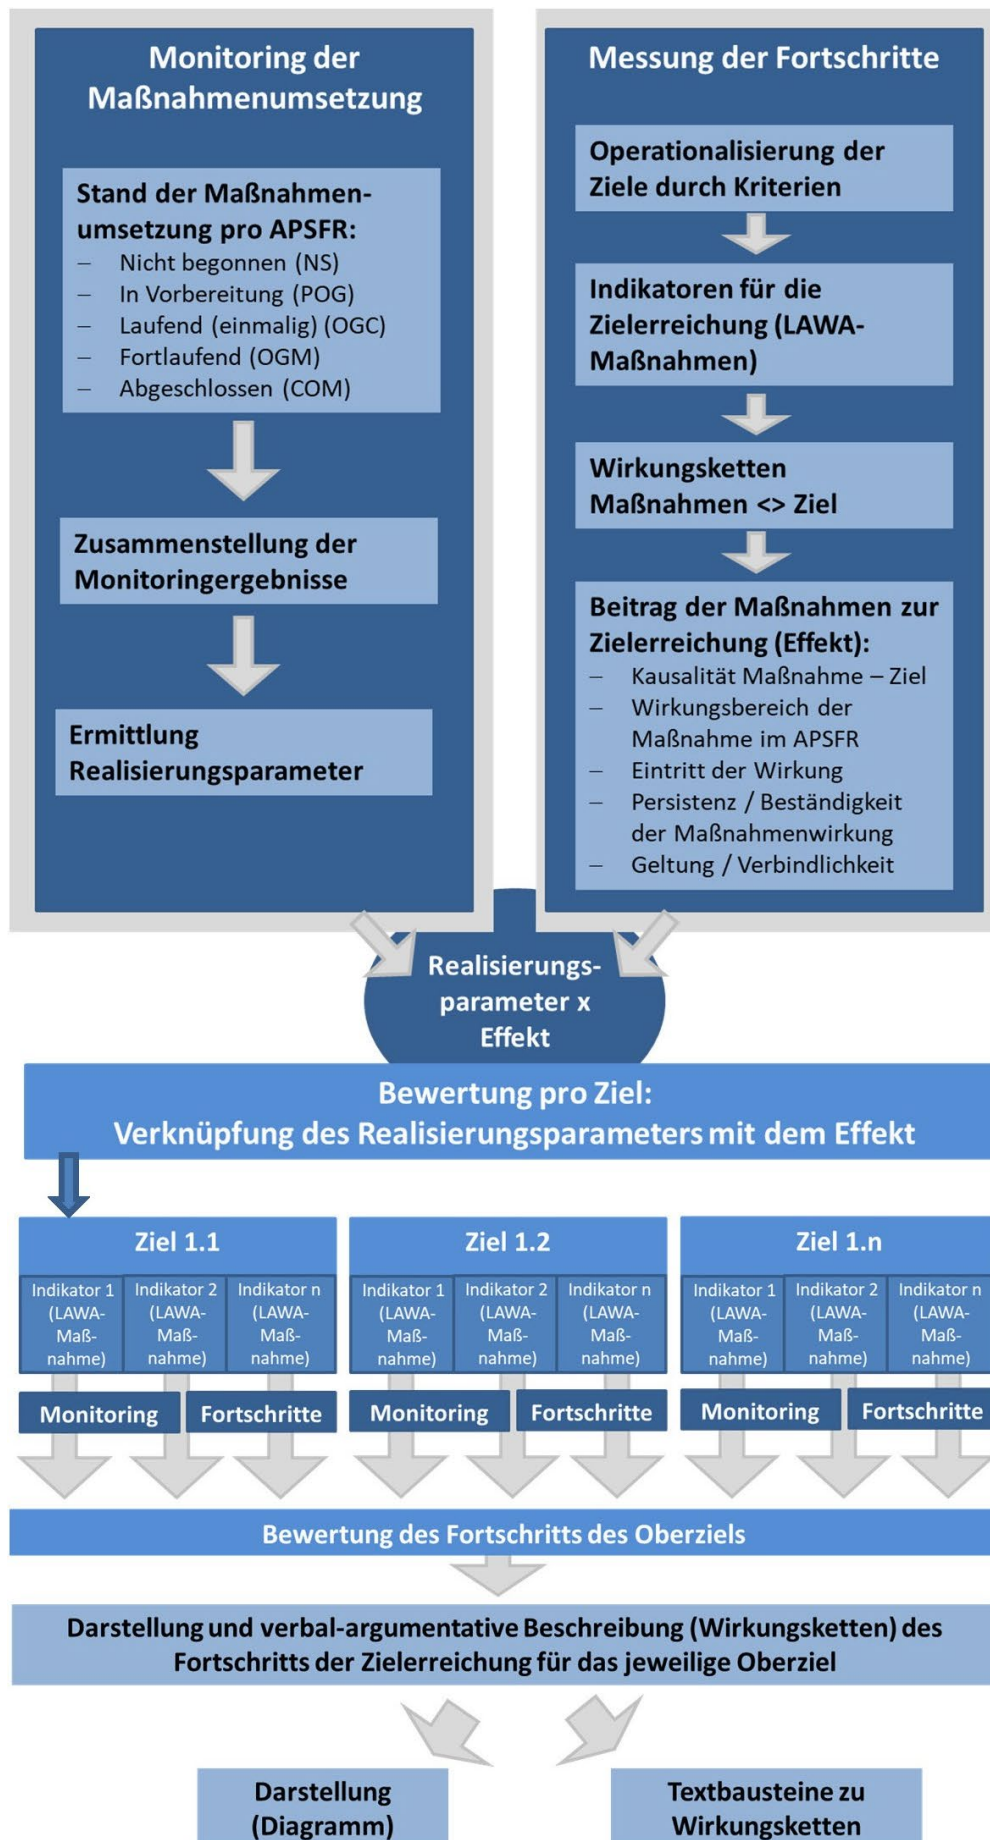 Monitoring der
Maßnahmenumsetzung
Stand der Maßnahmen-
umsetzung pro APSFR:
– Nicht begonnen (NS)
– In Vorbereitung (POG)
– Laufend (einmalig) (OGC)
– Fortlaufend (OGM)
– Abgeschlossen (COM)
Zusammenstellung der
Monitoringergebnisse
Ermittlung
Realisierungsparameter
Messung der Fortschritte
Operationalisierung der
Ziele durch Kriterien
Indikatoren für die
Zielerreichung (LAWA-
Maßnahmen)
Wirkungsketten
Maßnahmen <> Ziel
Beitrag der Maßnahmen zur
Zielerreichung (Effekt):
– Kausalität Maßnahme – Ziel
– Wirkungsbereich der
Maßnahme im APSFR
– Eintritt der Wirkung
– Persistenz / Beständigkeit
der Maßnahmenwirkung
– Geltung / Verbindlichkeit
Realisierungs-
parameter x
Effekt
Bewertung pro Ziel:
Verknüpfung des Realisierungsparameters mit dem Effekt
Ziel 1.1
Indikator 1
(LAWA-
Maß-
nahme)
Indikator 2
(LAWA-
Maß-
nahme)
Indikator n
(LAWA-
Maß-
nahme)
Monitoring
Fortschritte
Ziel 1.2
Indikator 1
(LAWA-
Maß-
nahme)
Indikator 2
(LAWA-
Maß-
nahme)
Indikator n
(LAWA-
Maß-
nahme)
Monitoring
Fortschritte
Ziel 1.n
Indikator 1
(LAWA-
Maß-
nahme)
Indikator 2
(LAWA-
Maß-
nahme)
Indikator n
(LAWA-
Maß-
nahme)
Monitoring
Fortschritte
Bewertung des Fortschritts des Oberziels
Darstellung und verbal-argumentative Beschreibung (Wirkungsketten) des
Fortschritts der Zielerreichung für das jeweilige Oberziel
Darstellung
(Diagramm)
Textbausteine zu
Wirkungsketten